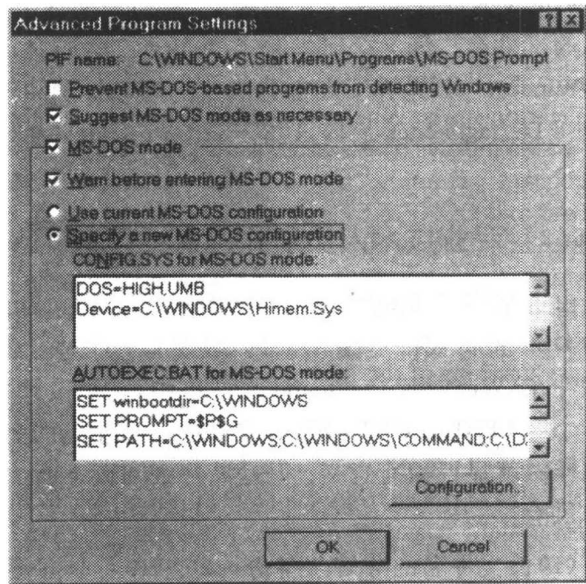 Advanced Program Settings
PIF name: C:\WINDOWS\Start Menu\Programs\MS-DOS Prompt
Prevent MS-DOS-based programs from detecting Windows
Suggest MS-DOS mode as necessary
MS-DOS mode
Warn before entering MS-DOS mode
Use current MS-DOS configuration
Specify a new MS-DOS configuration
CONFIG.SYS for MS-DOS mode:
DOS=HIGH,UMB
Device=C:\WINDOWS\Himem.Sys
AUTOEXEC.BAT for MS-DOS mode:
SET winbootdir=C:\WINDOWS
SET PROMPT=$P$G
SET PATH=C:\WINDOWS;C:\WINDOWS\COMMAND;C:\D
Configuration...
OK
Cancel